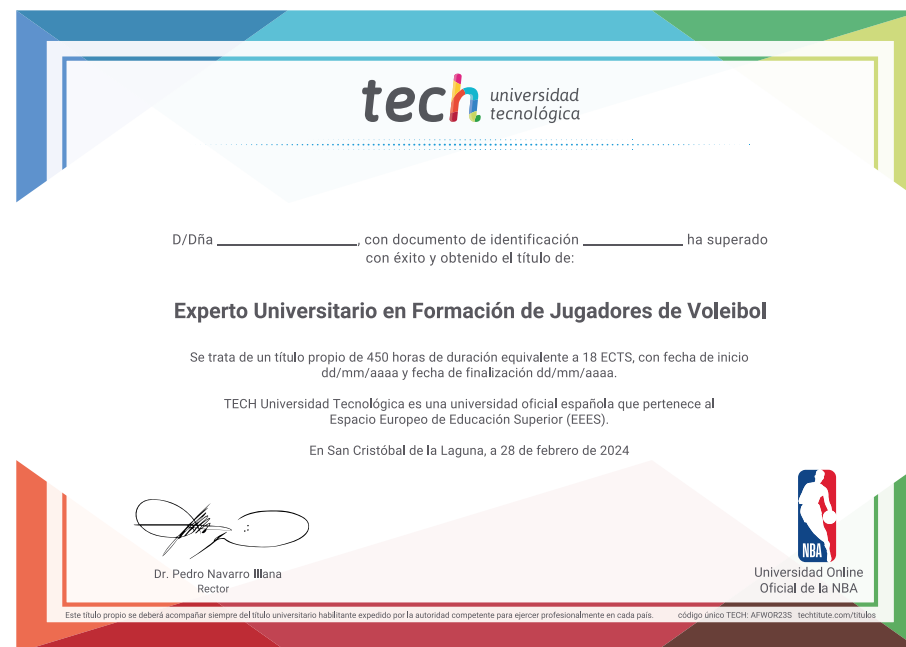 tech universidad
tecnológica
D/Dña ____________________, con documento de identificación ______________ ha superado
con éxito y obtenido el título de:
Experto Universitario en Formación de Jugadores de Voleibol
Se trata de un título propio de 450 horas de duración equivalente a 18 ECTS, con fecha de inicio
dd/mm/aaaa y fecha de finalización dd/mm/aaaa.
TECH Universidad Tecnológica es una universidad oficial española que pertenece al
Espacio Europeo de Educación Superior (EEES).
En San Cristóbal de la Laguna, a 28 de febrero de 2024
Dr. Pedro Navarro Illana
Rector
NBA
Universidad Online
Oficial de la NBA
Este título propio se deberá acompañar siempre del título universitario habilitante expedido por la autoridad competente para ejercer profesionalmente en cada país.
código único TECH: AFWOR23S techtitute.com/titulos